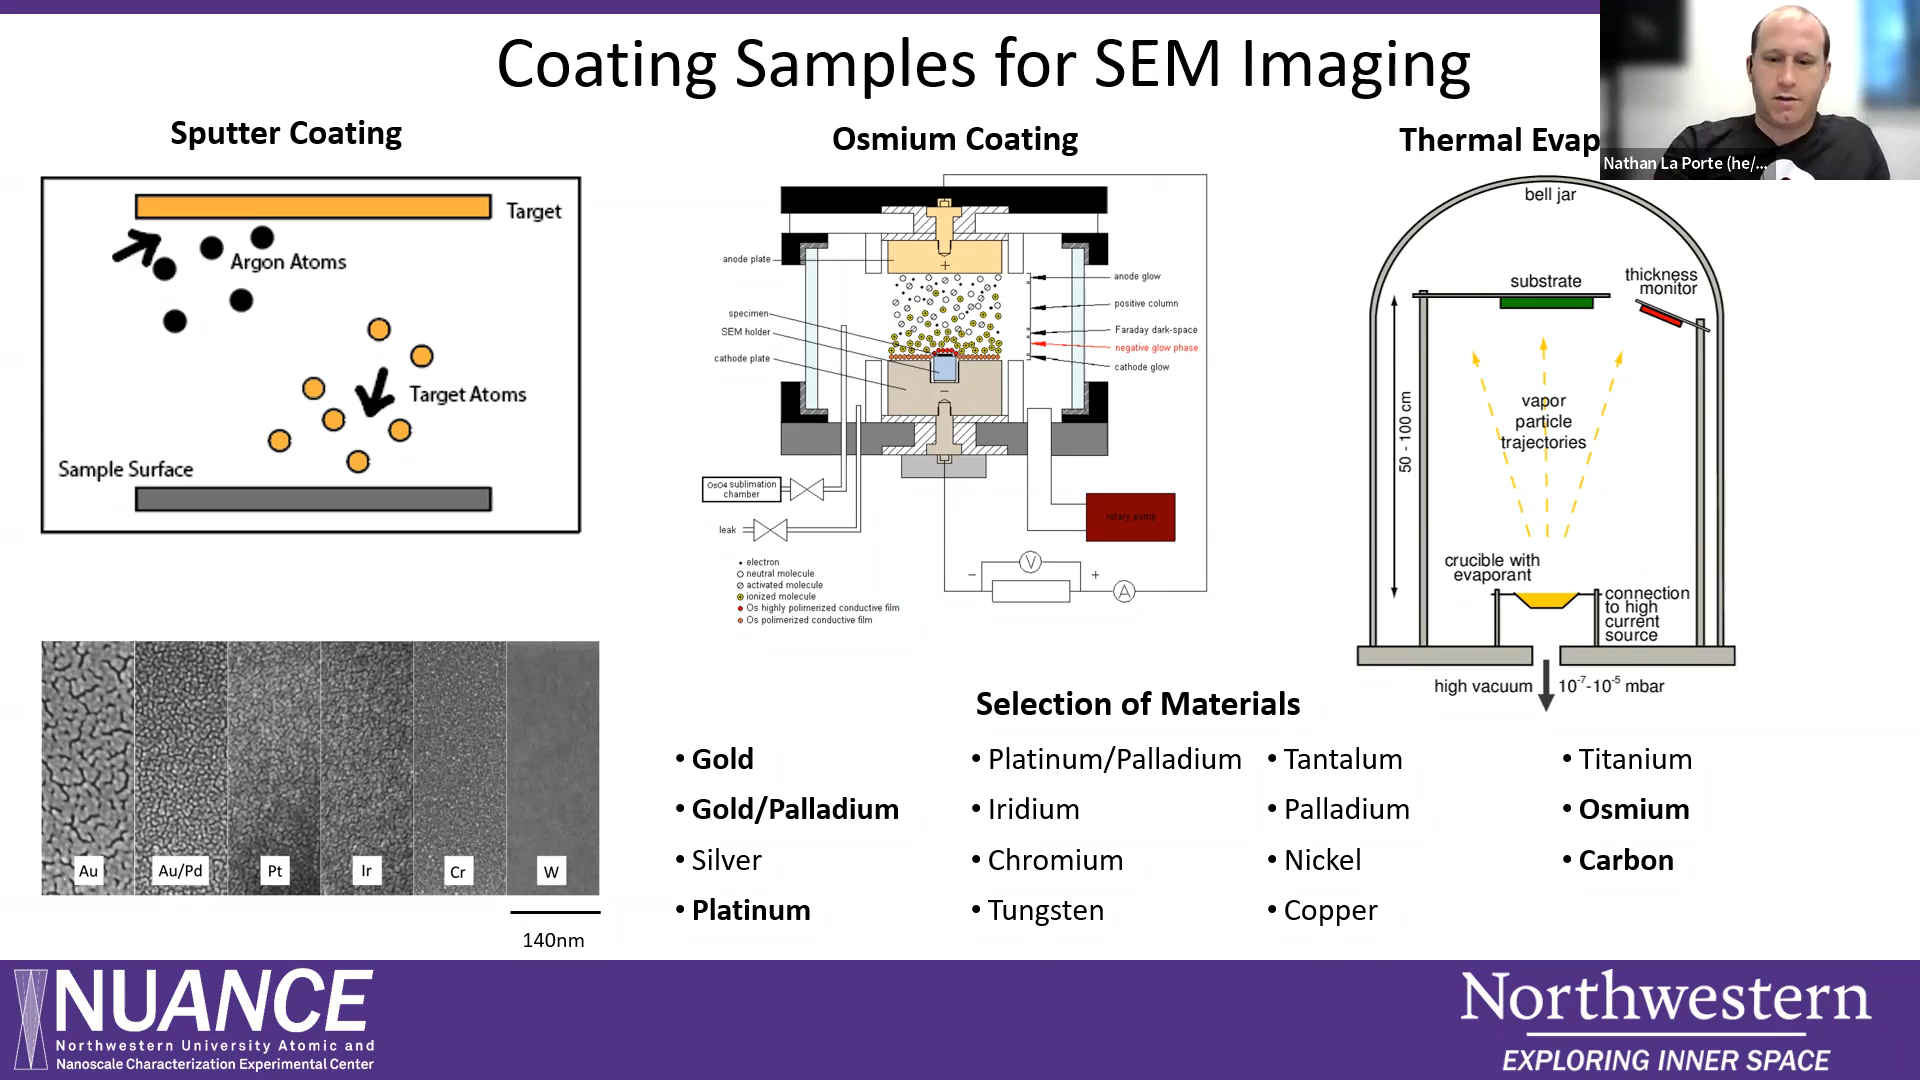 Coating Samples for SEM Imaging
Nathan La Porte (he/...
Sputter Coating
Target
Argon Atoms
Target Atoms
Sample Surface
Au
Au/Pd
Pt
Ir
Cr
W
140nm
Osmium Coating
anode plate
+
specimen
SEM holder
cathode plate
anode glow
positive column
Faraday dark-space
negative glow phase
cathode glow
−
OsO4 sublimation
chamber
leak
rotary pump
V
−
+
A
electron
neutral molecule
activated molecule
ionized molecule
Os highly polimerized conductive film
Os polimerized conductive film
Thermal Evap
bell jar
substrate
thickness
monitor
50 - 100 cm
vapor
particle
trajectories
crucible with
evaporant
connection
to high
current
source
high vacuum
10-7-10-5 mbar
Selection of Materials
• Gold
• Gold/Palladium
• Silver
• Platinum
• Platinum/Palladium
• Iridium
• Chromium
• Tungsten
• Tantalum
• Palladium
• Nickel
• Copper
• Titanium
• Osmium
• Carbon
NUANCE
Northwestern University Atomic and
Nanoscale Characterization Experimental Center
Northwestern
EXPLORING INNER SPACE